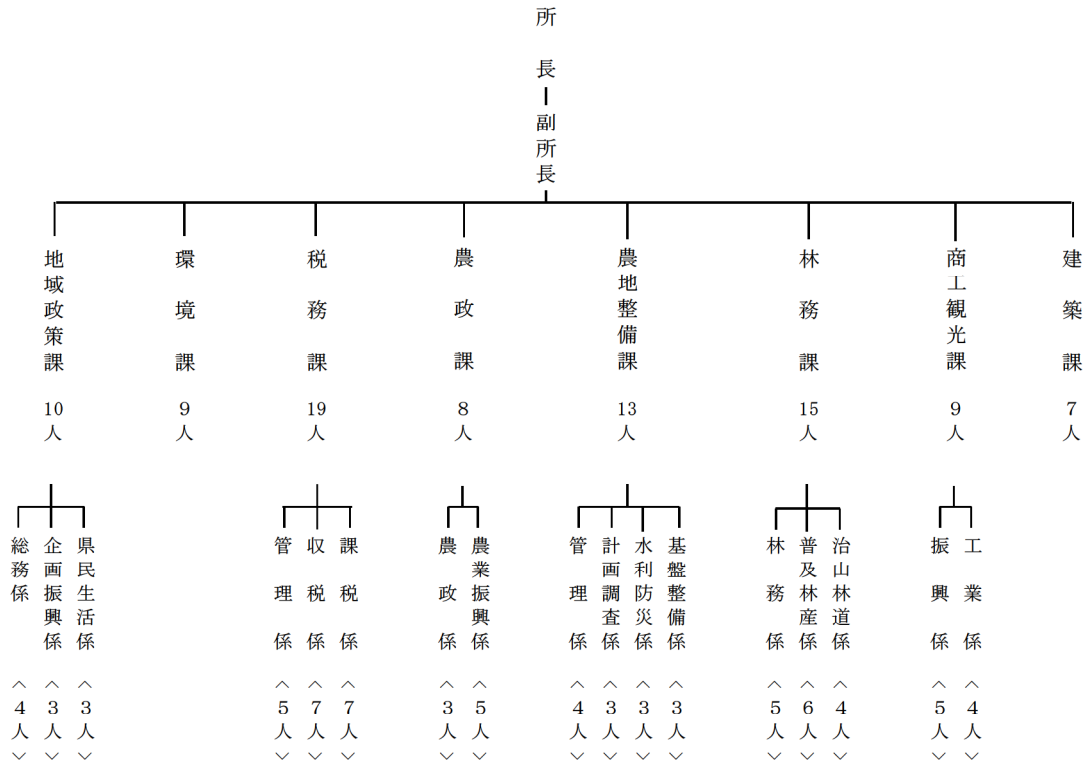 所長
副所長
地域政策課
10人
環境課
9人
税務課
19人
農政課
8人
農地整備課
13人
林務課
15人
商工観光課
9人
建築課
7人
総務係
〈4人〉
企画振興係
〈3人〉
県民生活係
〈3人〉
管理係
〈5人〉
収税係
〈7人〉
課税係
〈7人〉
農政係
〈3人〉
農業振興係
〈5人〉
管理係
〈4人〉
計画調査係
〈3人〉
水利防災係
〈3人〉
基盤整備係
〈3人〉
林務係
〈5人〉
普及林産係
〈6人〉
治山林道係
〈4人〉
振興係
〈5人〉
工業係
〈4人〉